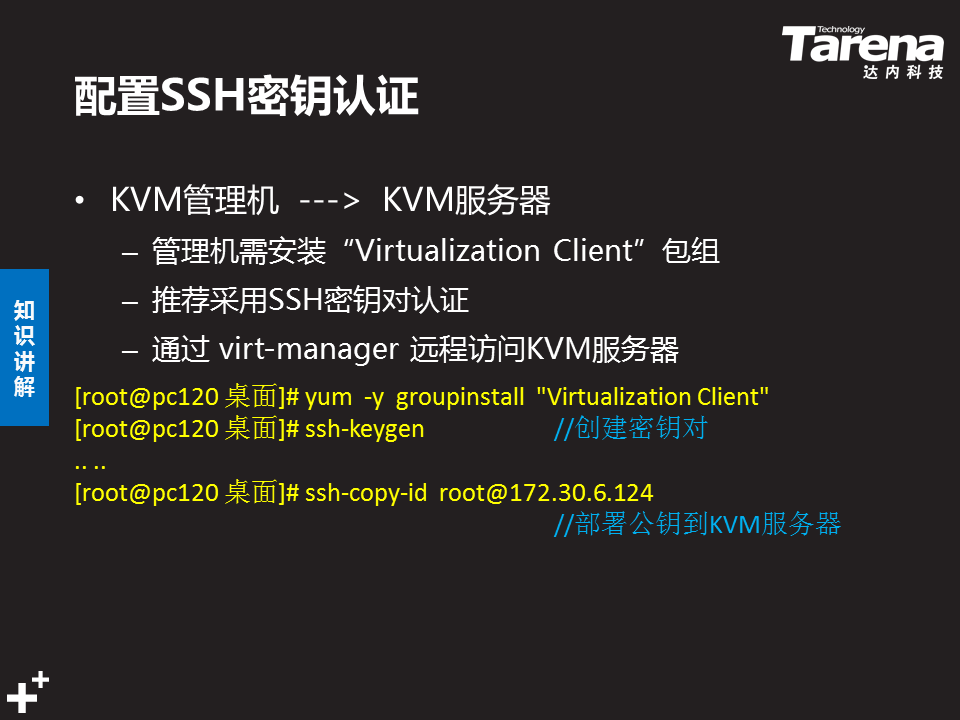 Technology
Tarena
达内科技
配置SSH密钥认证
• KVM管理机 ---> KVM服务器
– 管理机需安装“Virtualization Client”包组
– 推荐采用SSH密钥对认证
– 通过 virt-manager 远程访问KVM服务器
知识讲解
[root@pc120 桌面]# yum -y groupinstall "Virtualization Client"
[root@pc120 桌面]# ssh-keygen //创建密钥对
.. ..
[root@pc120 桌面]# ssh-copy-id root@172.30.6.124
//部署公钥到KVM服务器